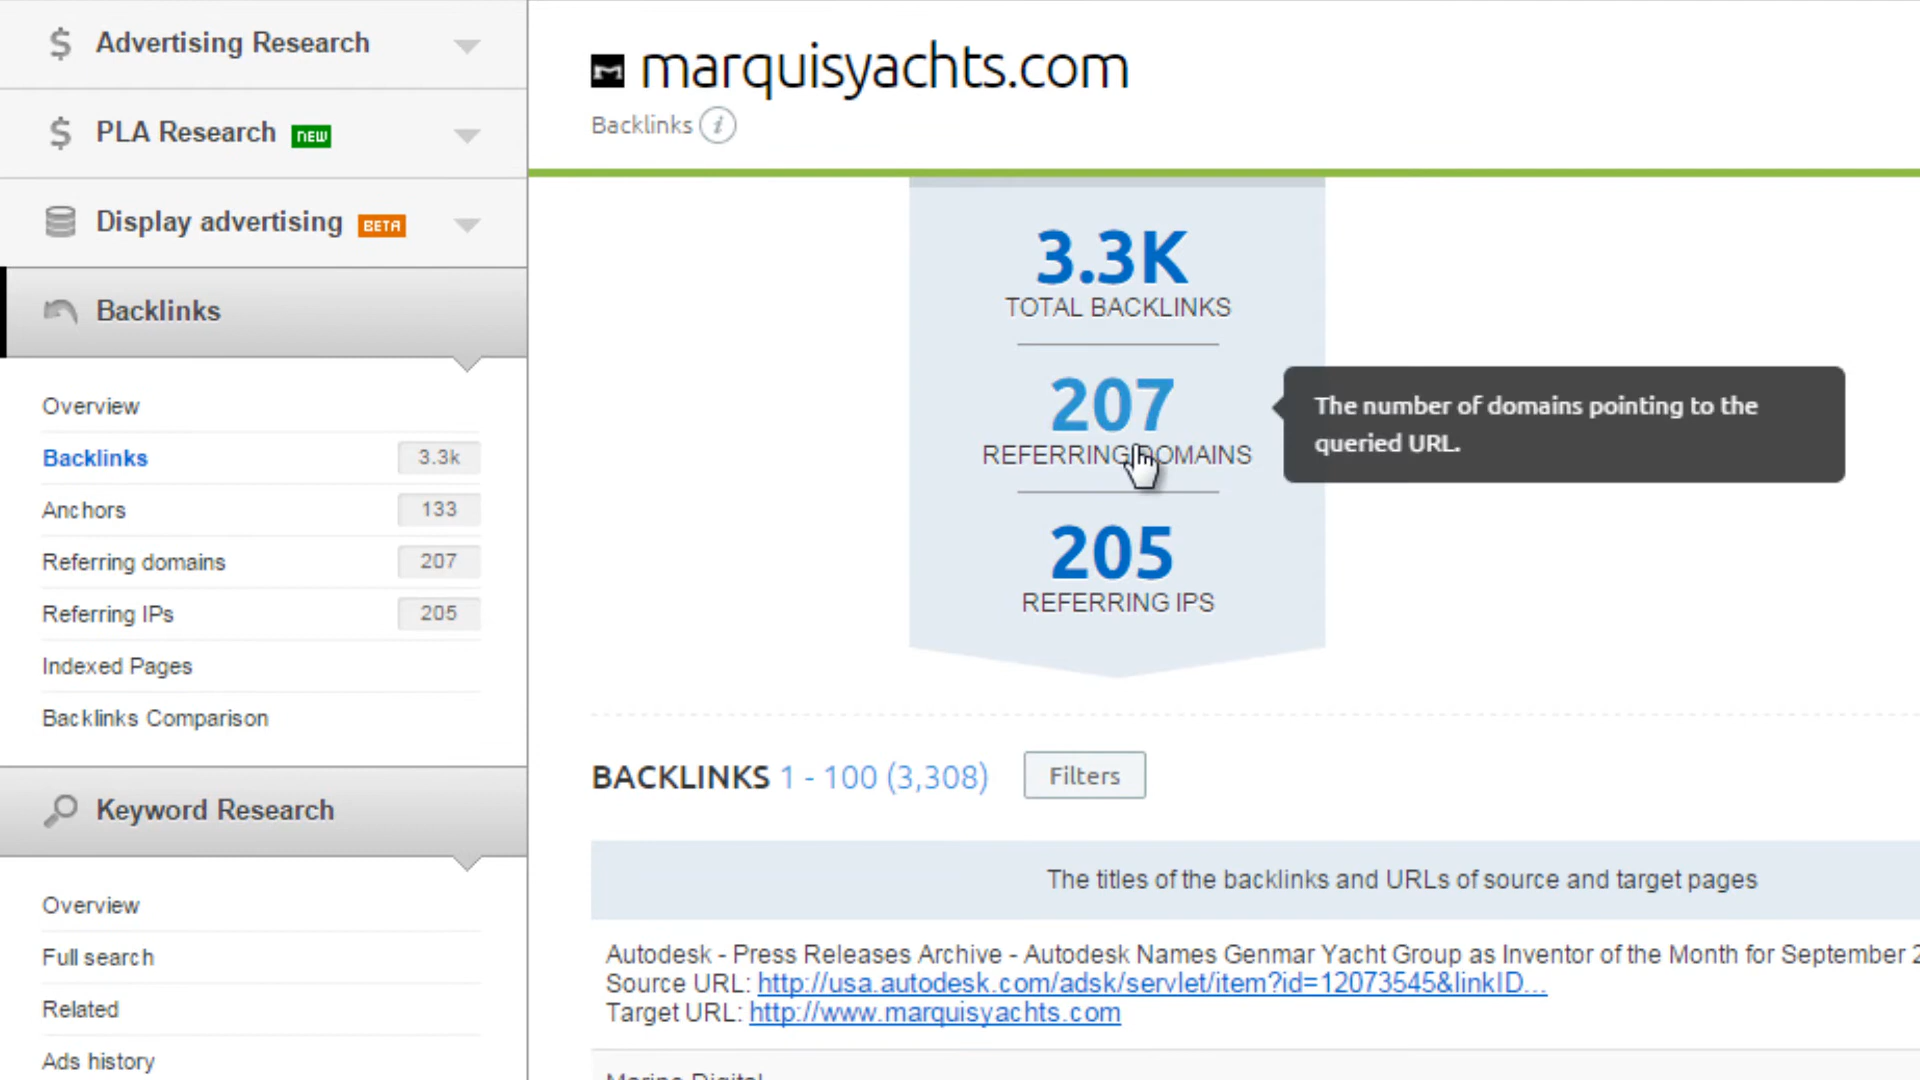 Advertising Research
PLA Research NEW
Display advertising BETA
Backlinks
Overview
Backlinks 3.3k
Anchors 133
Referring domains 207
Referring IPs 205
Indexed Pages
Backlinks Comparison
Keyword Research
Overview
Full search
Related
Ads history
marquisyachts.com
Backlinks i
3.3K
TOTAL BACKLINKS
207
REFERRING DOMAINS
205
REFERRING IPS
The number of domains pointing to the
queried URL.
BACKLINKS 1 - 100 (3,308) Filters
The titles of the backlinks and URLs of source and target pages
Autodesk - Press Releases Archive - Autodesk Names Genmar Yacht Group as Inventor of the Month for September 2
Source URL: http://usa.autodesk.com/adsk/servlet/item?id=12073545&linkID...
Target URL: http://www.marquisyachts.com
Marine Digital